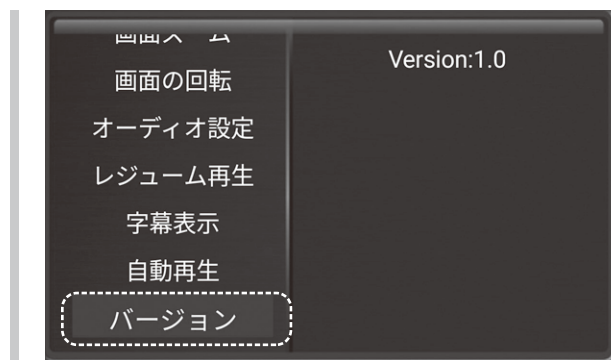 画面の回転
オーディオ設定
レジューム再生
字幕表示
自動再生
バージョン
Version:1.0